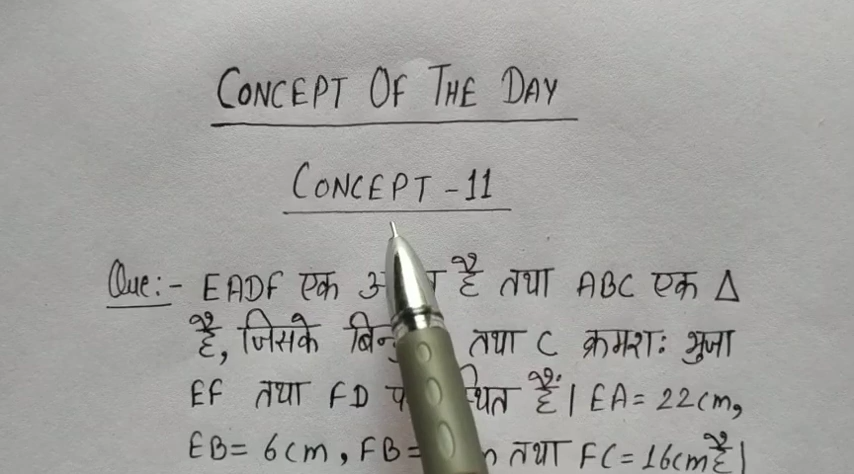 CONCEPT OF THE DAY
CONCEPT - 11
Que:- EADF एक है तथा ABC एक Δ
है, जिसके तथा C क्रमशः भुजा
EF तथा FD है। EA = 22cm,
EB = 6cm, FB = तथा FC = 16cm है।